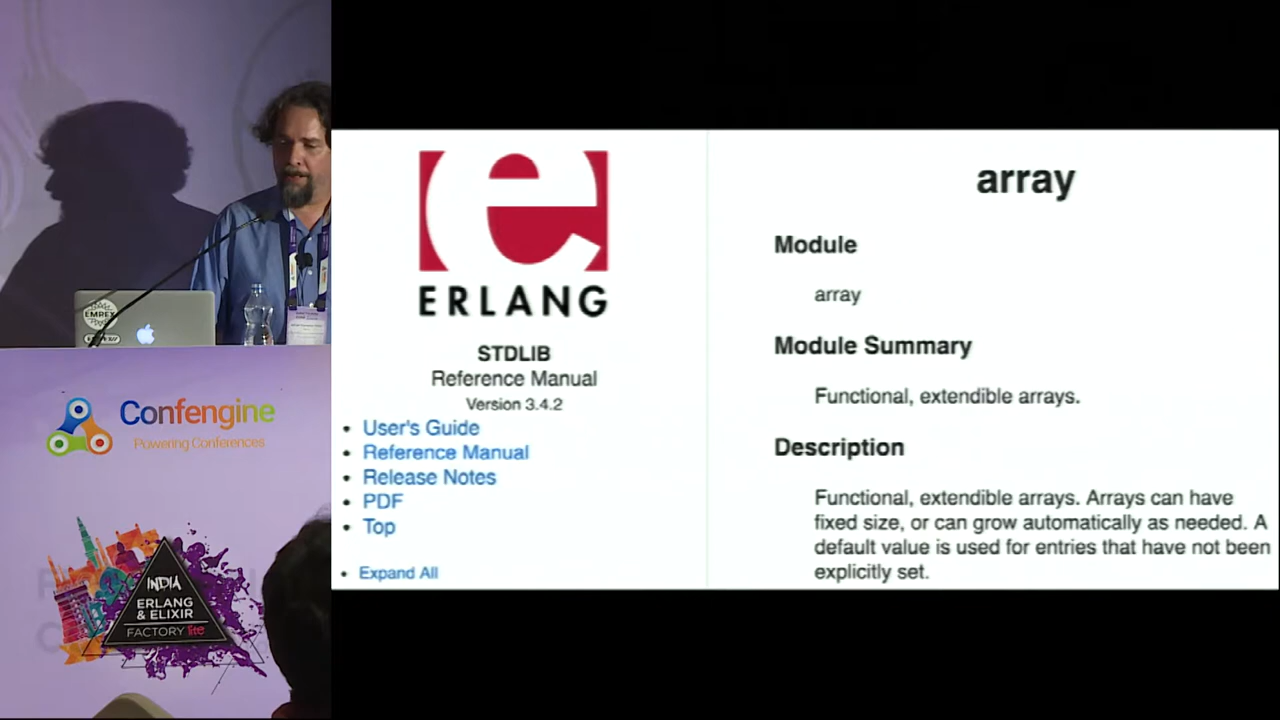 EMREX
Confengine
Powering Conferences
INDIA
ERLANG
& ELIXIR
FACTORY lite
ERLANG
STDLIB
Reference Manual
Version 3.4.2
• User's Guide
• Reference Manual
• Release Notes
• PDF
• Top
• Expand All
array
Module
array
Module Summary
Functional, extendible arrays.
Description
Functional, extendible arrays. Arrays can have
fixed size, or can grow automatically as needed. A
default value is used for entries that have not been
explicitly set.